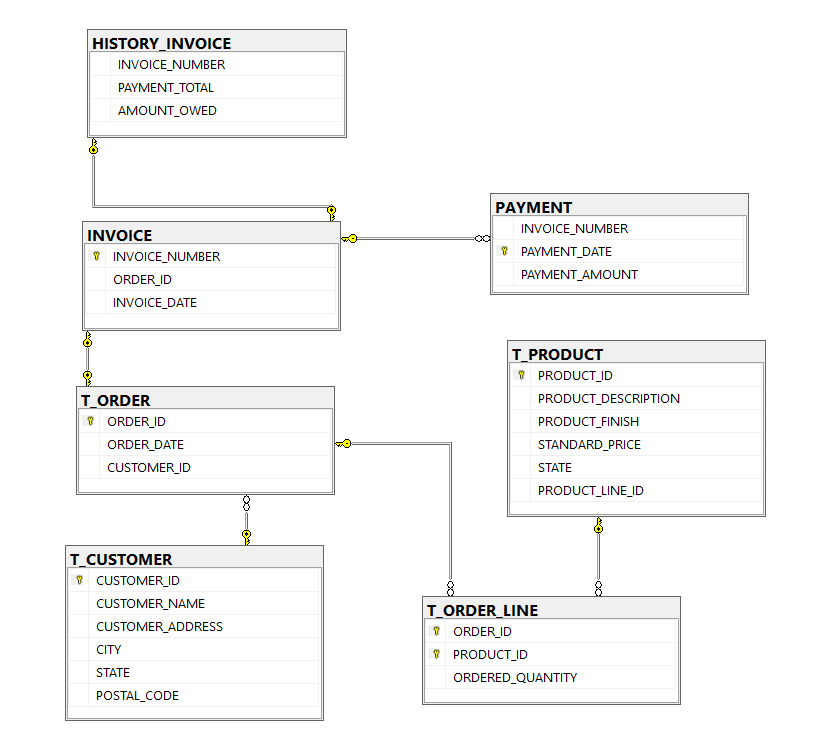 HISTORY_INVOICE
INVOICE_NUMBER
PAYMENT_TOTAL
AMOUNT_OWED
PAYMENT
INVOICE_NUMBER
PAYMENT_DATE
PAYMENT_AMOUNT
INVOICE
INVOICE_NUMBER
ORDER_ID
INVOICE_DATE
T_PRODUCT
PRODUCT_ID
PRODUCT_DESCRIPTION
PRODUCT_FINISH
STANDARD_PRICE
STATE
PRODUCT_LINE_ID
T_ORDER
ORDER_ID
ORDER_DATE
CUSTOMER_ID
T_CUSTOMER
CUSTOMER_ID
CUSTOMER_NAME
CUSTOMER_ADDRESS
CITY
STATE
POSTAL_CODE
T_ORDER_LINE
ORDER_ID
PRODUCT_ID
ORDERED_QUANTITY